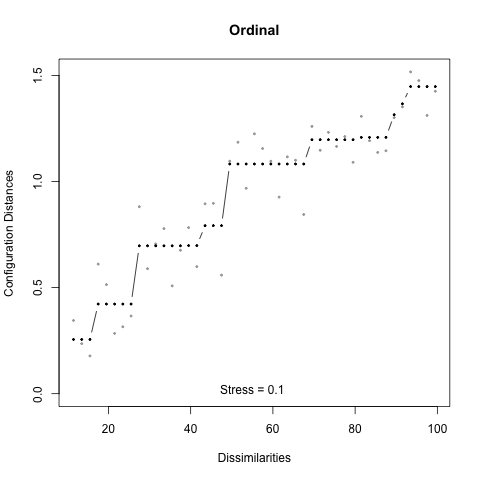 Ordinal
Configuration Distances
1.5
1.0
0.5
0.0
Stress = 0.1
20 40 60 80 100
Dissimilarities